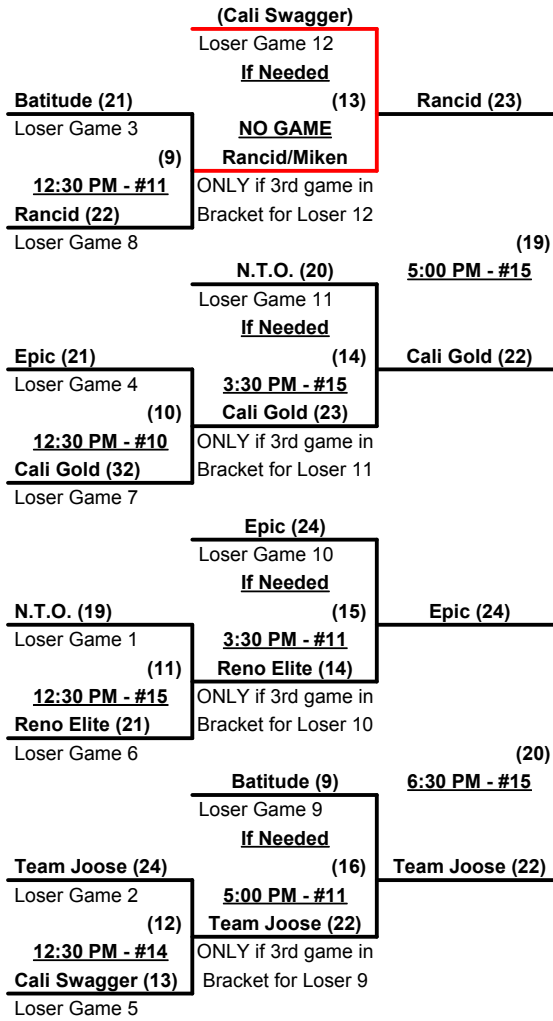 (Cali Swagger)
Loser Game 12
If Needed
Batitude (21)
(13)
Rancid (23)
Loser Game 3
NO GAME
(9)
Rancid/Miken
12:30 PM - #11
ONLY if 3rd game in
Rancid (22)
Bracket for Loser 12
Loser Game 8
(19)
N.T.O. (20)
5:00 PM - #15
Loser Game 11
If Needed
Epic (21)
(14)
Cali Gold (22)
Loser Game 4
3:30 PM - #15
(10)
Cali Gold (23)
12:30 PM - #10
ONLY if 3rd game in
Cali Gold (32)
Bracket for Loser 11
Loser Game 7
Epic (24)
Loser Game 10
If Needed
N.T.O. (19)
(15)
Epic (24)
Loser Game 1
3:30 PM - #11
(11)
Reno Elite (14)
12:30 PM - #15
ONLY if 3rd game in
Reno Elite (21)
Bracket for Loser 10
Loser Game 6
(20)
Batitude (9)
6:30 PM - #15
Loser Game 9
If Needed
Team Joose (24)
(16)
Team Joose (22)
Loser Game 2
5:00 PM - #11
(12)
Team Joose (22)
12:30 PM - #14
ONLY if 3rd game in
Cali Swagger (13)
Bracket for Loser 9
Loser Game 5